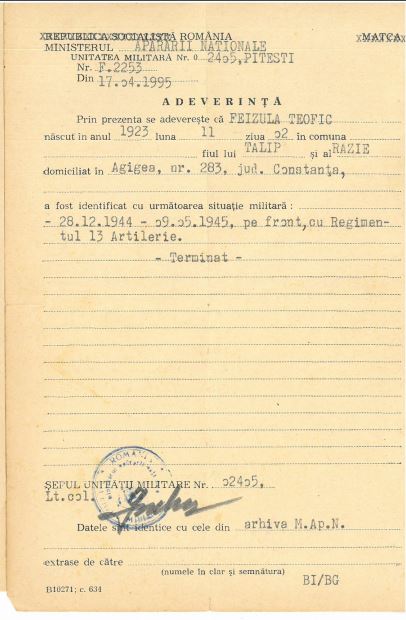 REPUBLICA SOCIALISTĂ ROMÂNIA MATCA
MINISTERUL APARARII NATIONALE
UNITATEA MILITARĂ Nr. 0 2405,PITESTI
Nr. F.2253
Din 17.04.1995
ADEVERINȚĂ
Prin prezenta se adeverește că FEIZULA TEOFIC
născut în anul 1923 luna 11 ziua 02 în comuna
fiul lui TALIP și al RAZIE
domiciliat în Agigea, nr. 283, jud. Constanța,
a fost identificat cu următoarea situație militară :
- 28.12.1944 - 09.05.1945, pe front,cu Regimen-
tul 13 Artilerie.
- Terminat -
ROMANIA
ȘEFUL UNITĂȚII MILITARE Nr. 02405,
Lt.col.
Datele sînt identice cu cele din arhiva M.Ap.N.
extrase de către
(numele în clar și semnătura)
BI/BG
B10271; c. 634